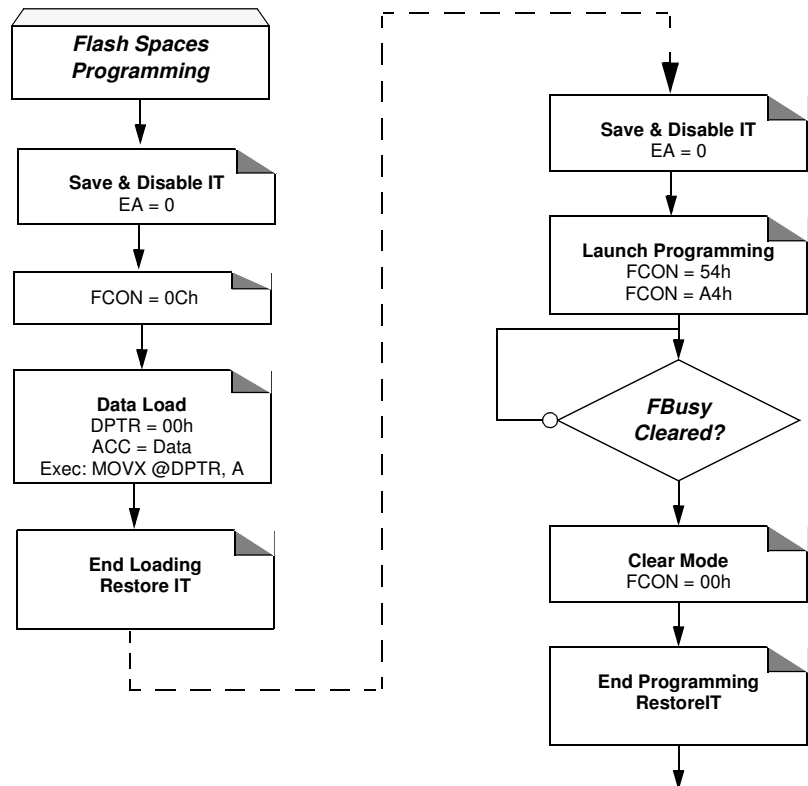 Flash Spaces
Programming
Save & Disable IT
EA = 0
FCON = 0Ch
Data Load
DPTR = 00h
ACC = Data
Exec: MOVX @DPTR, A
End Loading
Restore IT
Save & Disable IT
EA = 0
Launch Programming
FCON = 54h
FCON = A4h
FBusy
Cleared?
Clear Mode
FCON = 00h
End Programming
RestoreIT